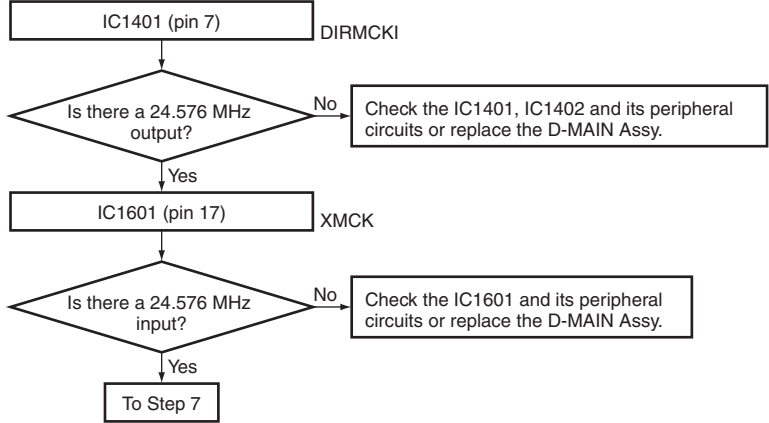 IC1401 (pin 7)
DIRMCKI
Is there a 24.576 MHz
output?
No
Check the IC1401, IC1402 and its peripheral
circuits or replace the D-MAIN Assy.
Yes
IC1601 (pin 17)
XMCK
Is there a 24.576 MHz
input?
No
Check the IC1601 and its peripheral
circuits or replace the D-MAIN Assy.
Yes
To Step 7